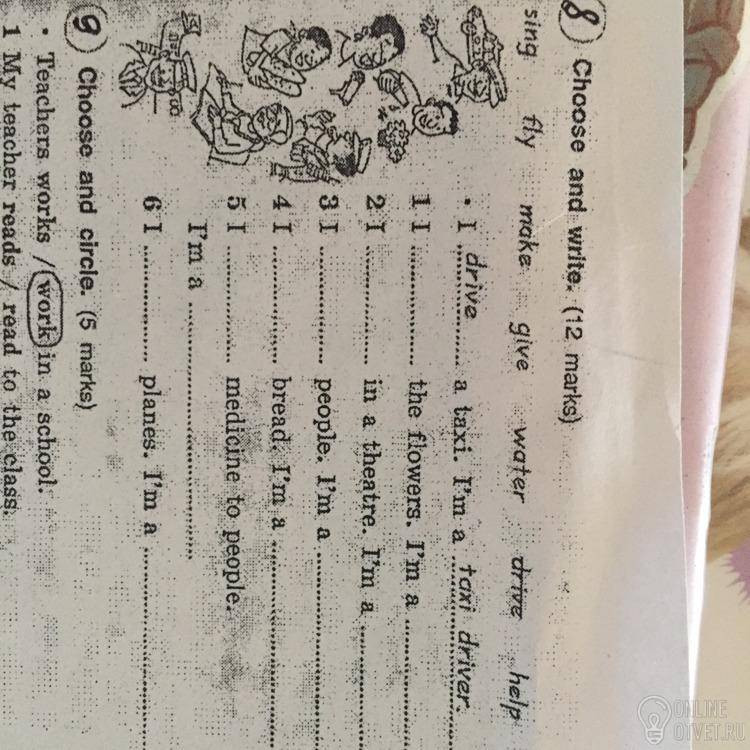 8 Choose and write. (12 marks)
sing fly make give water drive help
• I drive a taxi. I'm a taxi driver.
1 I ............... the flowers. I'm a ...............
2 I ............... in a theatre. I'm a ...............
3 I ............... people. I'm a ...............
4 I ............... bread. I'm a ...............
5 I ............... medicine to people.
I'm a ...............
6 I ............... planes. I'm a ...............
9 Choose and circle. (5 marks)
• Teachers works / work in a school.
1 My teacher reads / read to the class.
ONLINE
OTVET.RU